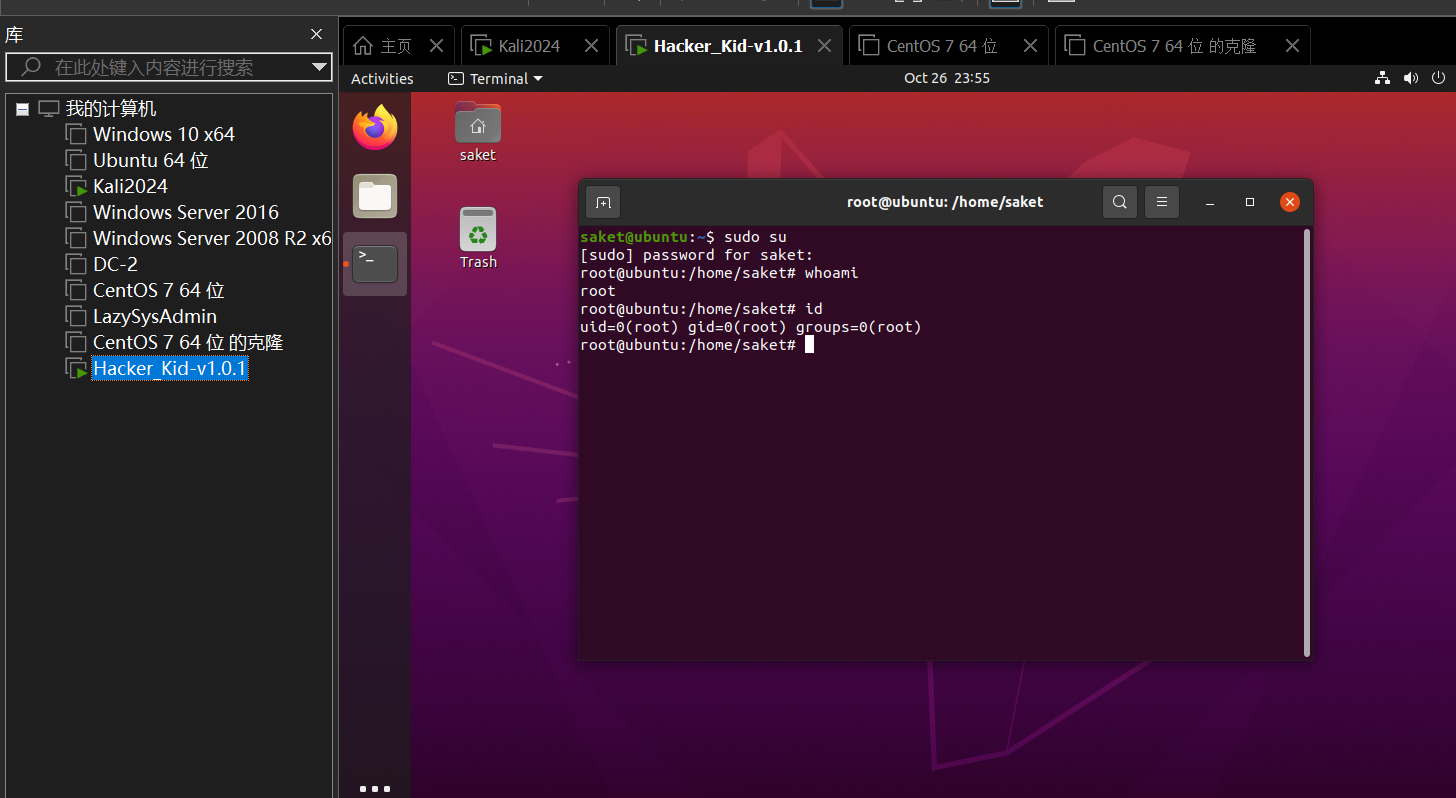 库
在此处键入内容进行搜索
我的计算机
Windows 10 x64
Ubuntu 64 位
Kali2024
Windows Server 2016
Windows Server 2008 R2 x6
DC-2
CentOS 7 64 位
LazySysAdmin
CentOS 7 64 位 的克隆
Hacker_Kid-v1.0.1
主页 Kali2024 Hacker_Kid-v1.0.1 CentOS 7 64 位 CentOS 7 64 位 的克隆
Activities Terminal Oct 26 23:55
saket
Trash
root@ubuntu: /home/saket
saket@ubuntu:~$ sudo su
[sudo] password for saket:
root@ubuntu:/home/saket# whoami
root
root@ubuntu:/home/saket# id
uid=0(root) gid=0(root) groups=0(root)
root@ubuntu:/home/saket#